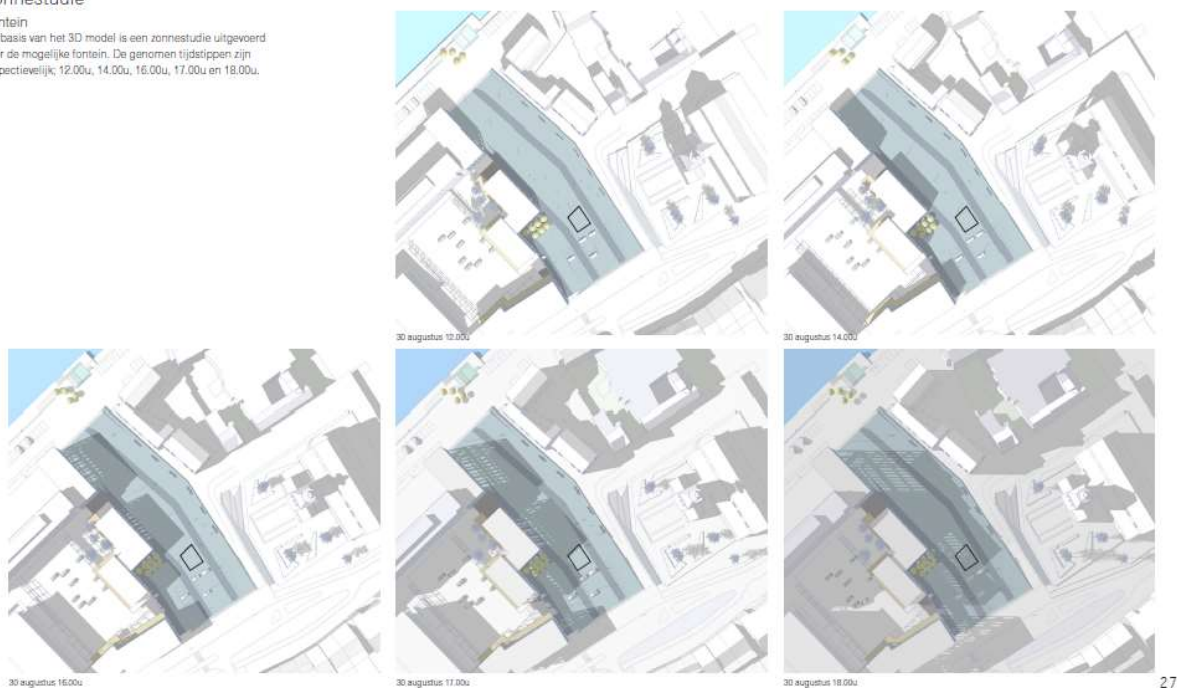 onnestudie
ntein
basis van het 3D model is een zonnestudie uitgevoerd
r de mogelijke fontein. De genomen tijdstippen zijn
pectievelijk; 12.00u, 14.00u, 16.00u, 17.00u en 18.00u.
30 augustus 12.00u
30 augustus 14.00u
30 augustus 16.00u
30 augustus 17.00u
30 augustus 18.00u
27